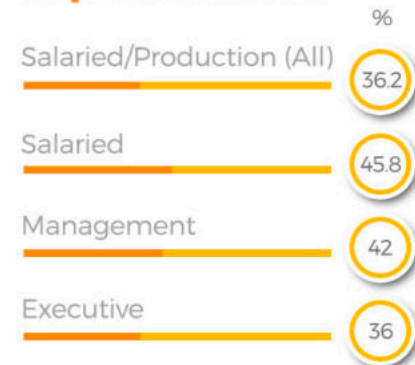 %
Salaried/Production (All)
36.2
Salaried
45.8
Management
42
Executive
36